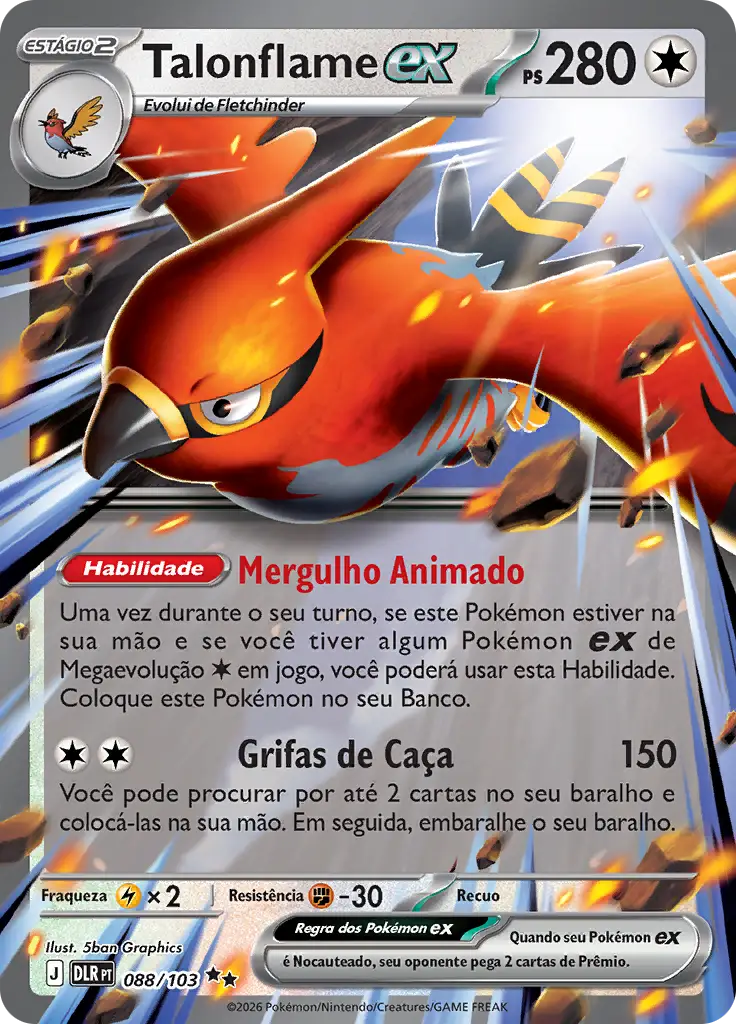 ESTÁGIO 2
Talonflame ex
PS 280
Evolui de Fletchinder
Habilidade Mergulho Animado
Uma vez durante o seu turno, se este Pokémon estiver na
sua mão e se você tiver algum Pokémon ex de
Megaevolução em jogo, você poderá usar esta Habilidade.
Coloque este Pokémon no seu Banco.
Grifas de Caça 150
Você pode procurar por até 2 cartas no seu baralho e
colocá-las na sua mão. Em seguida, embaralhe o seu baralho.
Fraqueza ×2 Resistência -30 Recuo
Regra dos Pokémon ex Quando seu Pokémon ex
é Nocauteado, seu oponente pega 2 cartas de Prêmio.
Ilust. 5ban Graphics
J DLR PT 088/103
©2026 Pokémon/Nintendo/Creatures/GAME FREAK